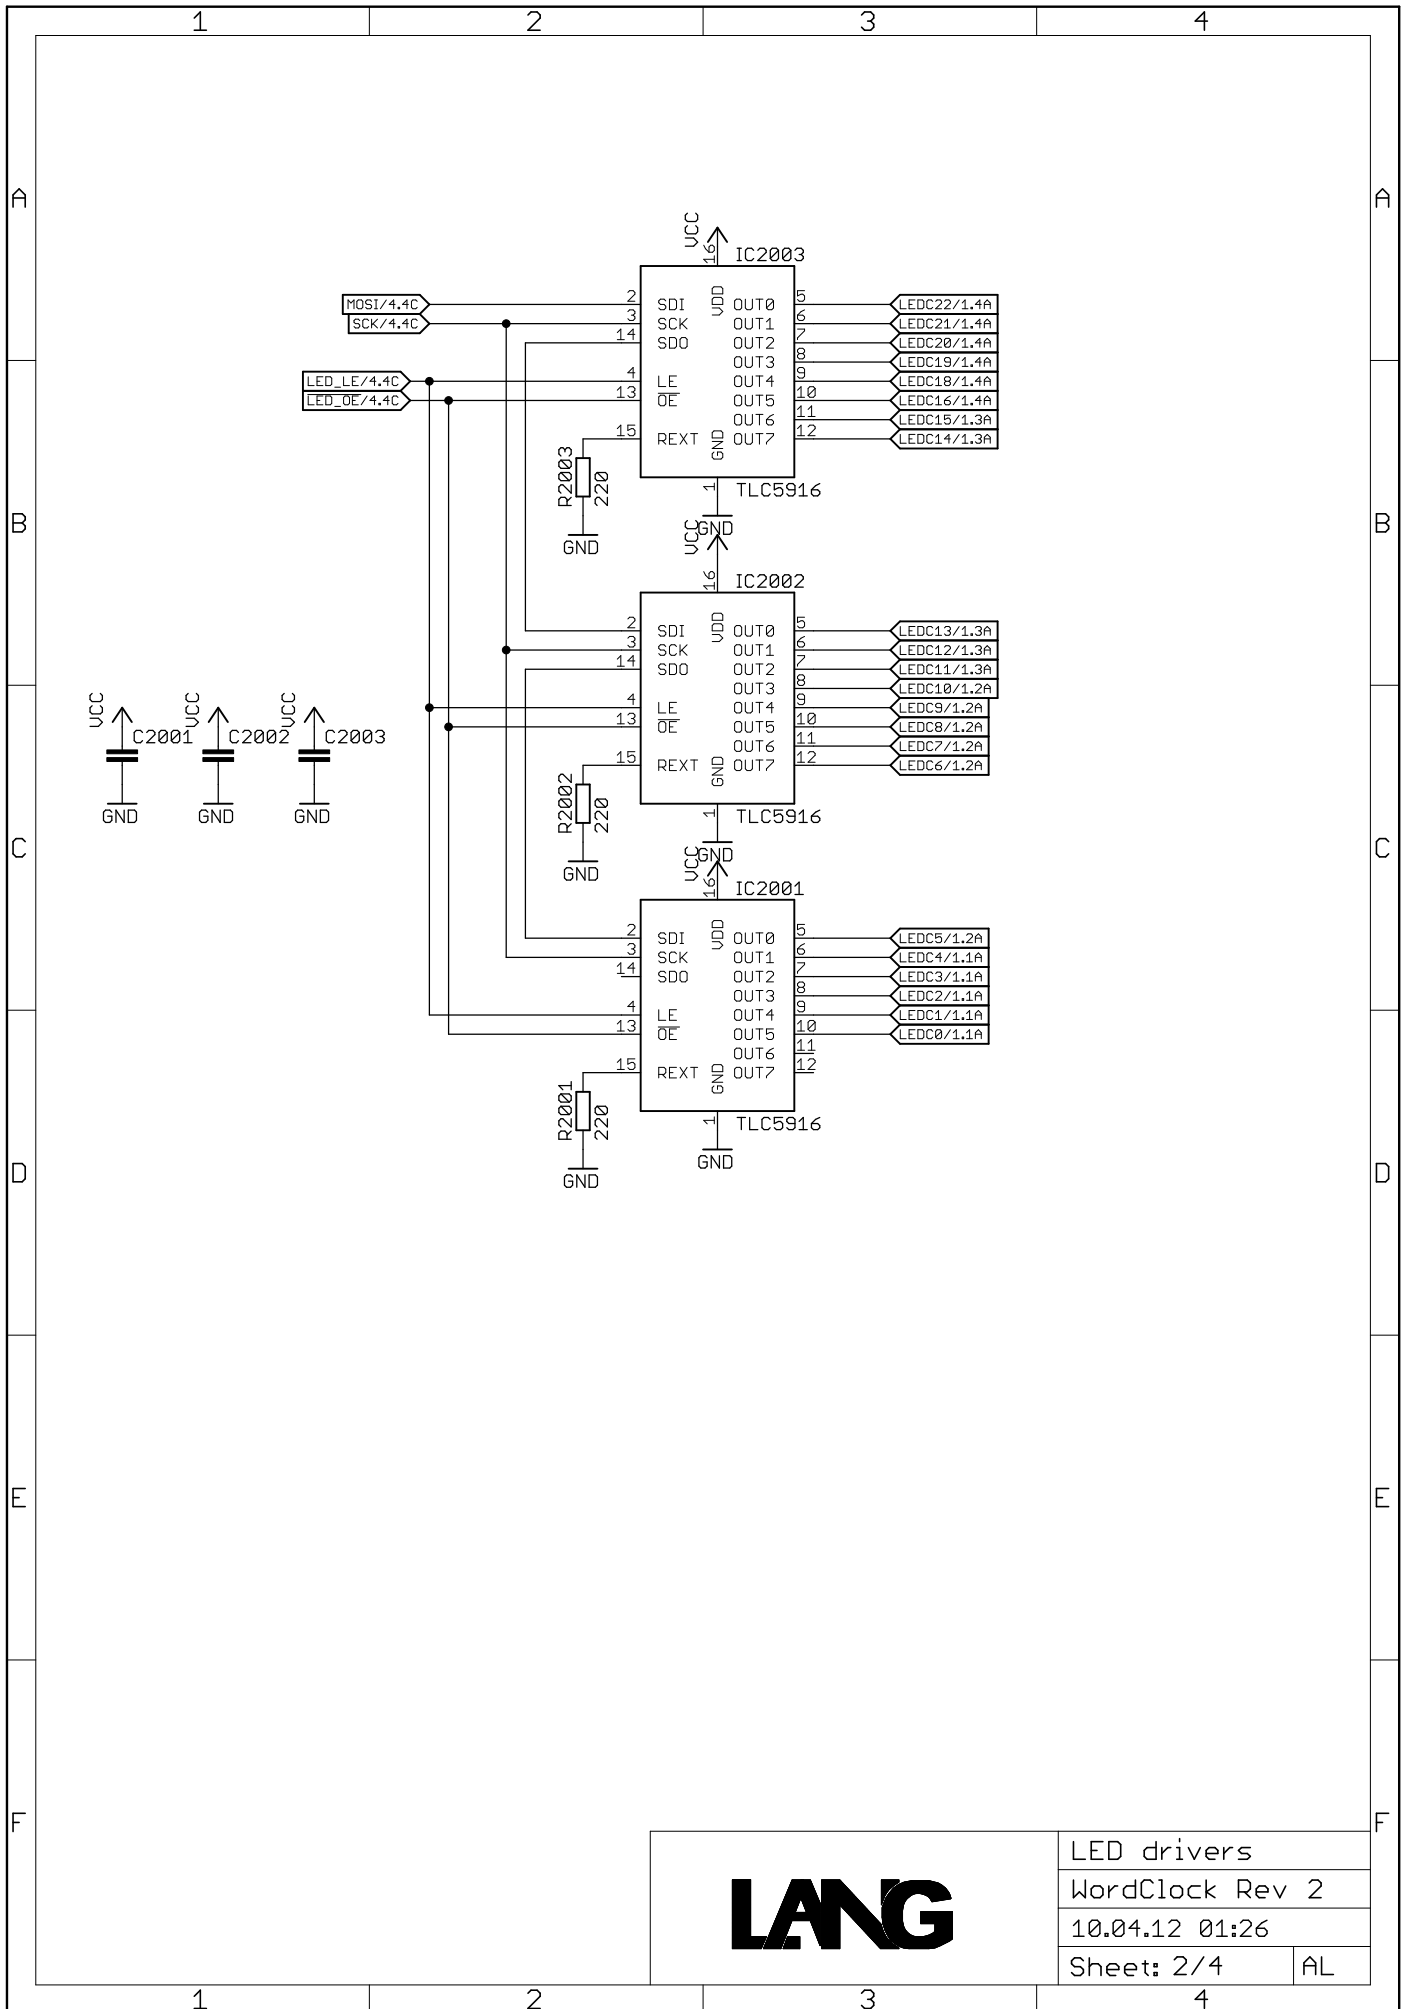 1 2 3 4
A A
VCC
16 IC2003
MOSI/4.4C 2 SDI VDD OUT0 5 LEDC22/1.4A
SCK/4.4C 3 SCK OUT1 6 LEDC21/1.4A
14 SDO OUT2 7 LEDC20/1.4A
OUT3 8 LEDC19/1.4A
LED_LE/4.4C 4 LE OUT4 9 LEDC18/1.4A
LED_OE/4.4C 13 OE OUT5 10 LEDC16/1.4A
OUT6 11 LEDC15/1.3A
15 REXT GND OUT7 12 LEDC14/1.3A
R2003 220
1 TLC5916
B B
GND
GND
VCC
16 IC2002
2 SDI VDD OUT0 5 LEDC13/1.3A
3 SCK OUT1 6 LEDC12/1.3A
14 SDO OUT2 7 LEDC11/1.3A
OUT3 8 LEDC10/1.2A
4 LE OUT4 9 LEDC9/1.2A
13 OE OUT5 10 LEDC8/1.2A
OUT6 11 LEDC7/1.2A
15 REXT GND OUT7 12 LEDC6/1.2A
VCC VCC VCC
C2001 C2002 C2003
GND GND GND
R2002 220
1 TLC5916
C C
GND
GND
VCC
16 IC2001
2 SDI VDD OUT0 5 LEDC5/1.2A
3 SCK OUT1 6 LEDC4/1.1A
14 SDO OUT2 7 LEDC3/1.1A
OUT3 8 LEDC2/1.1A
4 LE OUT4 9 LEDC1/1.1A
13 OE OUT5 10 LEDC0/1.1A
OUT6 11
15 REXT GND OUT7 12
R2001 220
1 TLC5916
GND
GND
D D
E E
F F
LANG
LED drivers
WordClock Rev 2
10.04.12 01:26
Sheet: 2/4 AL
1 2 3 4